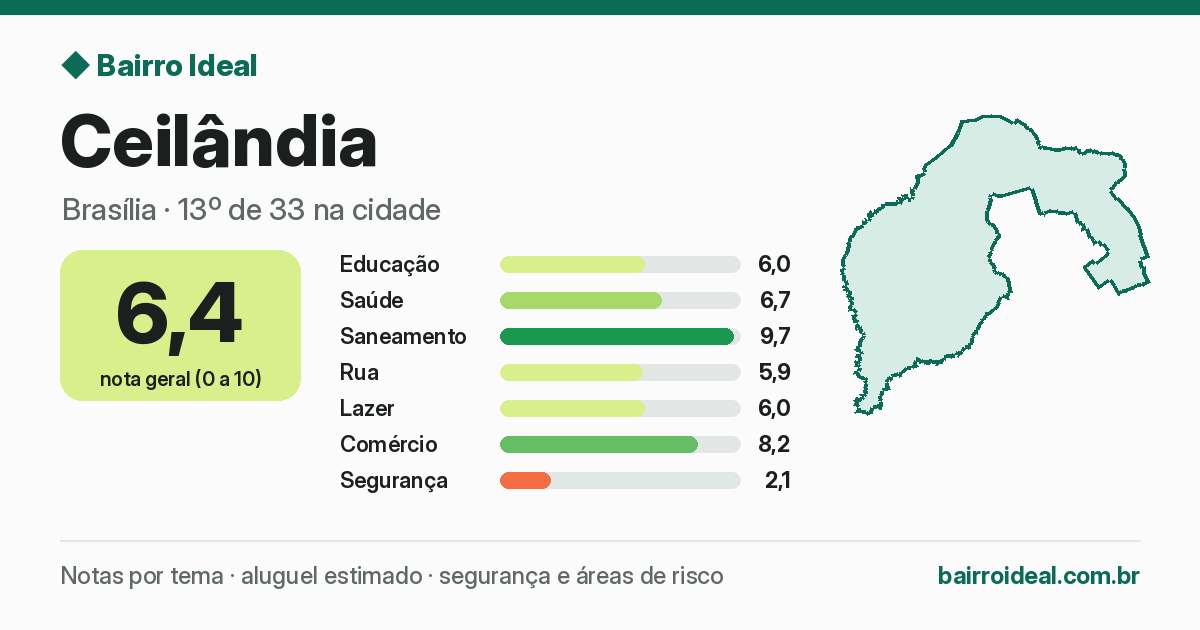 Bairro Ideal
Ceilândia
Brasília · 13º de 33 na cidade
6,4
nota geral (0 a 10)
Educação 6,0
Saúde 6,7
Saneamento 9,7
Rua 5,9
Lazer 6,0
Comércio 8,2
Segurança 2,1
Notas por tema · aluguel estimado · segurança e áreas de risco
bairroideal.com.br